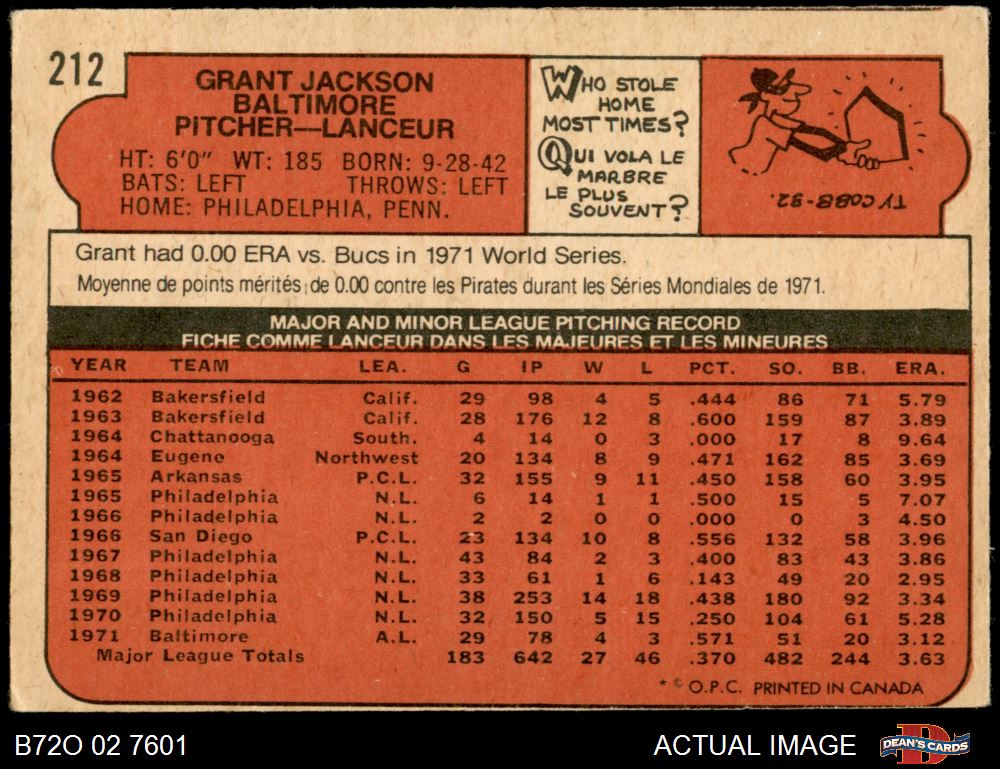 212
GRANT JACKSON
BALTIMORE
PITCHER—LANCEUR
HT: 6'0" WT: 185 BORN: 9-28-42
BATS: LEFT THROWS: LEFT
HOME: PHILADELPHIA, PENN.
WHO STOLE
HOME
MOST TIMES?
QUI VOLA LE
MARBRE
LE PLUS
SOUVENT?
TY COBB-32.
Grant had 0.00 ERA vs. Bucs in 1971 World Series.
Moyenne de points mérités de 0.00 contre les Pirates durant les Séries Mondiales de 1971.
MAJOR AND MINOR LEAGUE PITCHING RECORD
FICHE COMME LANCEUR DANS LES MAJEURES ET LES MINEURES
YEAR TEAM LEA. G IP W L PCT. SO. BB. ERA.
1962 Bakersfield Calif. 29 98 4 5 .444 86 71 5.79
1963 Bakersfield Calif. 28 176 12 8 .600 159 87 3.89
1964 Chattanooga South. 4 14 0 3 .000 17 8 9.64
1964 Eugene Northwest 20 134 8 9 .471 162 85 3.69
1965 Arkansas P.C.L. 32 155 9 11 .450 158 60 3.95
1965 Philadelphia N.L. 6 14 1 1 .500 15 5 7.07
1966 Philadelphia N.L. 2 2 0 0 .000 0 3 4.50
1966 San Diego P.C.L. 23 134 10 8 .556 132 58 3.96
1967 Philadelphia N.L. 43 84 2 3 .400 83 43 3.86
1968 Philadelphia N.L. 33 61 1 6 .143 49 20 2.95
1969 Philadelphia N.L. 38 253 14 18 .438 180 92 3.34
1970 Philadelphia N.L. 32 150 5 15 .250 104 61 5.28
1971 Baltimore A.L. 29 78 4 3 .571 51 20 3.12
Major League Totals 183 642 27 46 .370 482 244 3.63
* © O.P.C. PRINTED IN CANADA
B72O 02 7601
ACTUAL IMAGE
DEAN'S CARDS